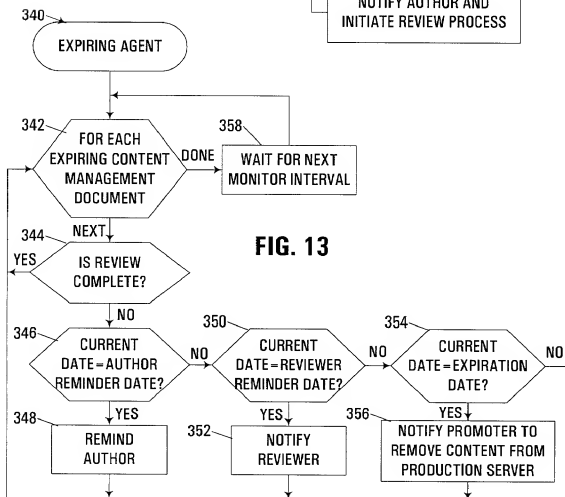 NOTIFY AUTHOR AND
INITIATE REVIEW PROCESS
340
EXPIRING AGENT
342
FOR EACH
EXPIRING CONTENT
MANAGEMENT
DOCUMENT
DONE
358
WAIT FOR NEXT
MONITOR INTERVAL
NEXT
FIG. 13
344
YES
IS REVIEW
COMPLETE?
NO
346
CURRENT
DATE=AUTHOR
REMINDER DATE?
NO
350
CURRENT
DATE=REVIEWER
REMINDER DATE?
NO
354
CURRENT
DATE=EXPIRATION
DATE?
NO
YES
348
REMIND
AUTHOR
YES
352
NOTIFY
REVIEWER
YES
356
NOTIFY PROMOTER TO
REMOVE CONTENT FROM
PRODUCTION SERVER